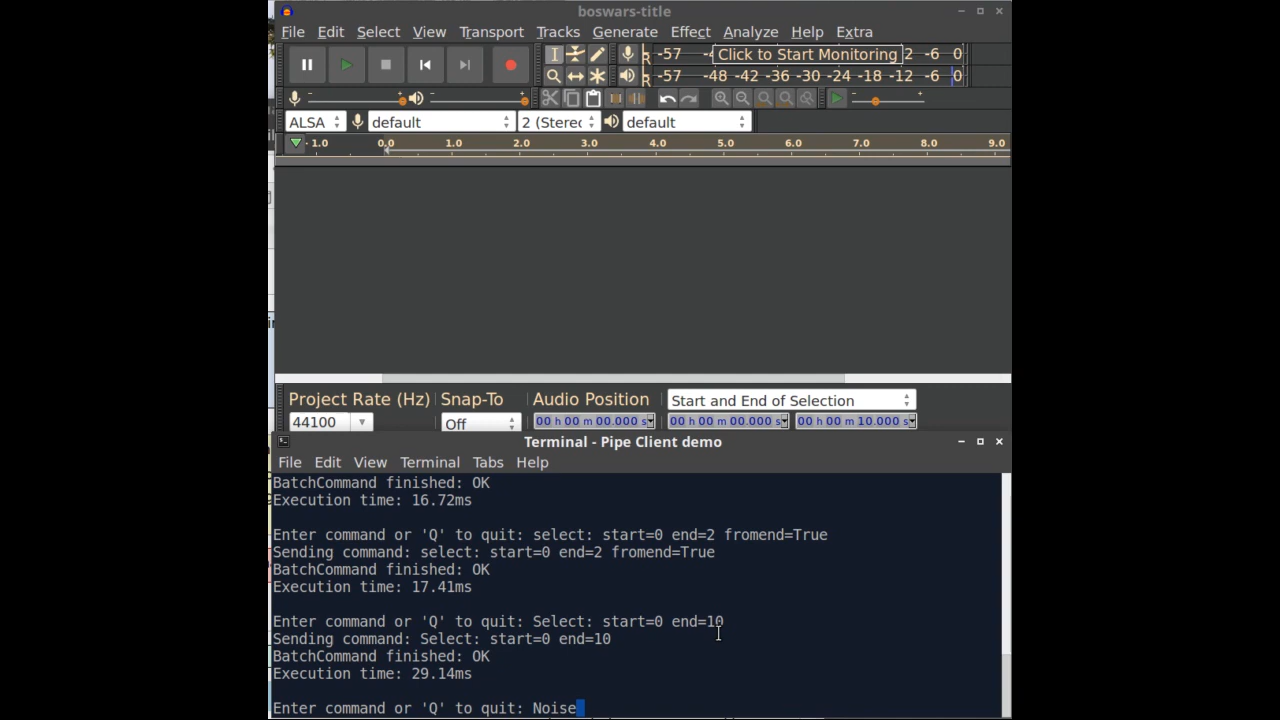 boswars-title
File Edit Select View Transport Tracks Generate Effect Analyze Help Extra
-57 Click to Start Monitoring 2 -6 0
R
-57 -48 -42 -36 -30 -24 -18 -12 -6 0
R
ALSA default 2 (Stereo default
1.0 0.0 1.0 2.0 3.0 4.0 5.0 6.0 7.0 8.0 9.0
Project Rate (Hz) Snap-To Audio Position Start and End of Selection
44100 Off 00 h 00 m 00.000 s 00 h 00 m 00.000 s 00 h 00 m 10.000 s
Terminal - Pipe Client demo
File Edit View Terminal Tabs Help
BatchCommand finished: OK
Execution time: 16.72ms
Enter command or 'Q' to quit: select: start=0 end=2 fromend=True
Sending command: select: start=0 end=2 fromend=True
BatchCommand finished: OK
Execution time: 17.41ms
Enter command or 'Q' to quit: Select: start=0 end=10
Sending command: Select: start=0 end=10
BatchCommand finished: OK
Execution time: 29.14ms
Enter command or 'Q' to quit: Noise